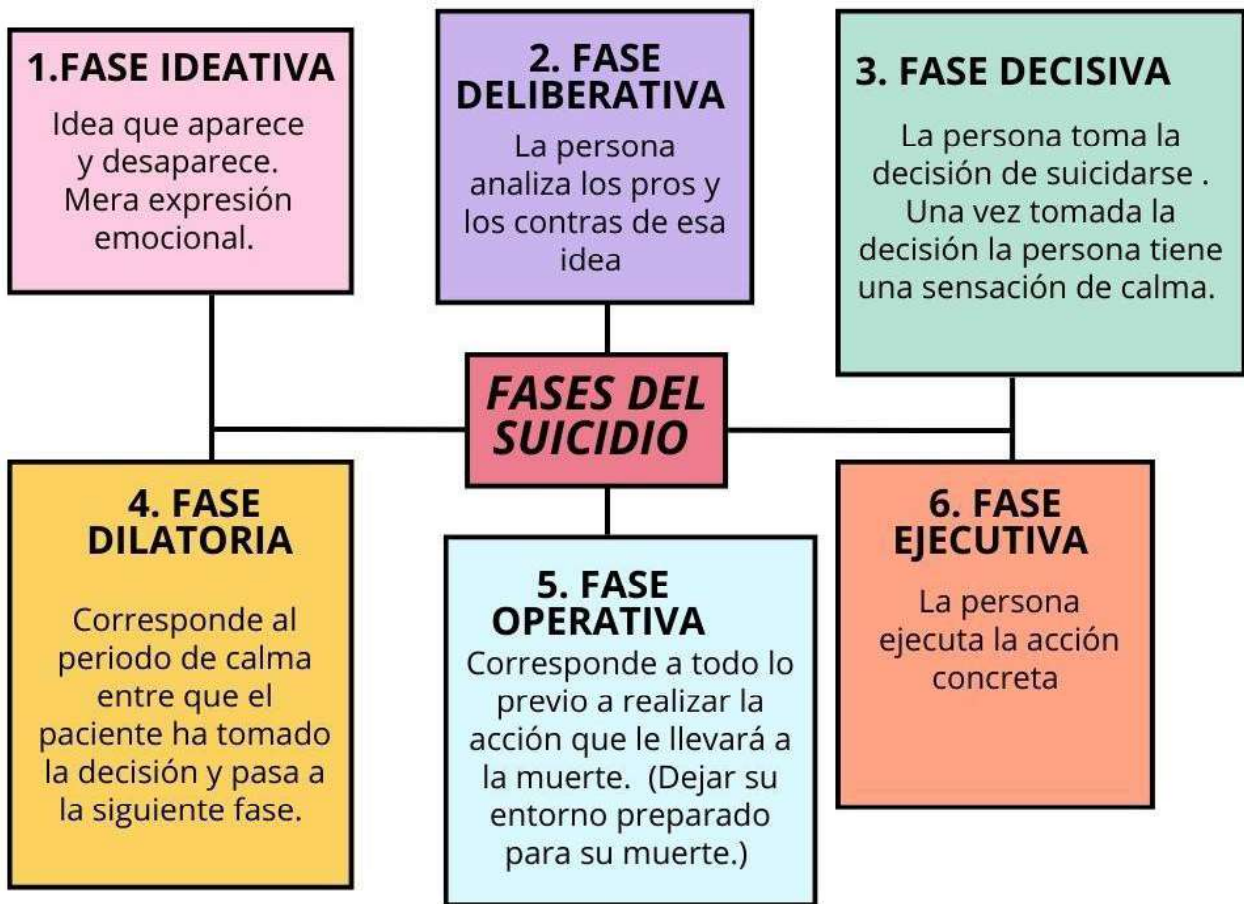 1.FASE IDEATIVA
Idea que aparece
y desaparece.
Mera expresión
emocional.
2. FASE
DELIBERATIVA
La persona
analiza los pros y
los contras de esa
idea
3. FASE DECISIVA
La persona toma la
decisión de suicidarse .
Una vez tomada la
decisión la persona tiene
una sensación de calma.
FASES DEL
SUICIDIO
4. FASE
DILATORIA
Corresponde al
periodo de calma
entre que el
paciente ha tomado
la decisión y pasa a
la siguiente fase.
5. FASE
OPERATIVA
Corresponde a todo lo
previo a realizar la
acción que le llevará a
la muerte. (Dejar su
entorno preparado
para su muerte.)
6. FASE
EJECUTIVA
La persona
ejecuta la acción
concreta